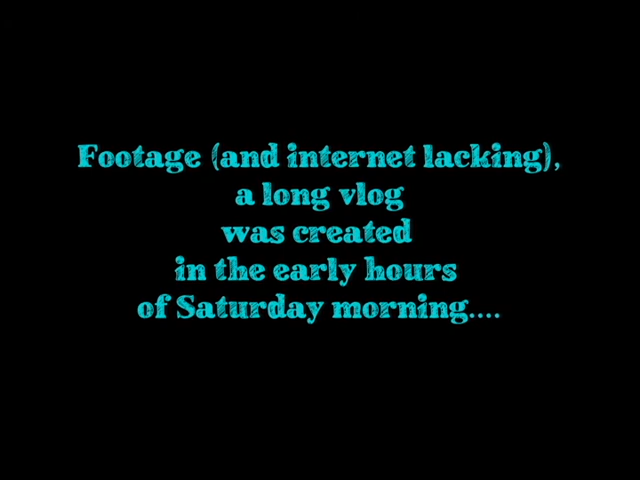 Footage (and internet lacking),
a long vlog
was created
in the early hours
of Saturday morning....